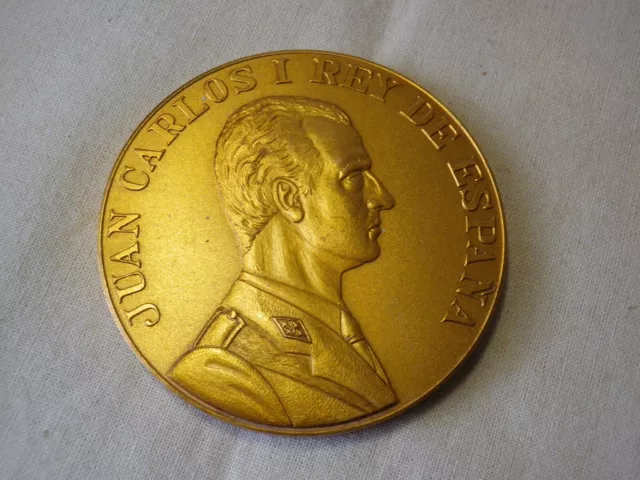 JUAN CARLOS I REY DE ESPAÑA